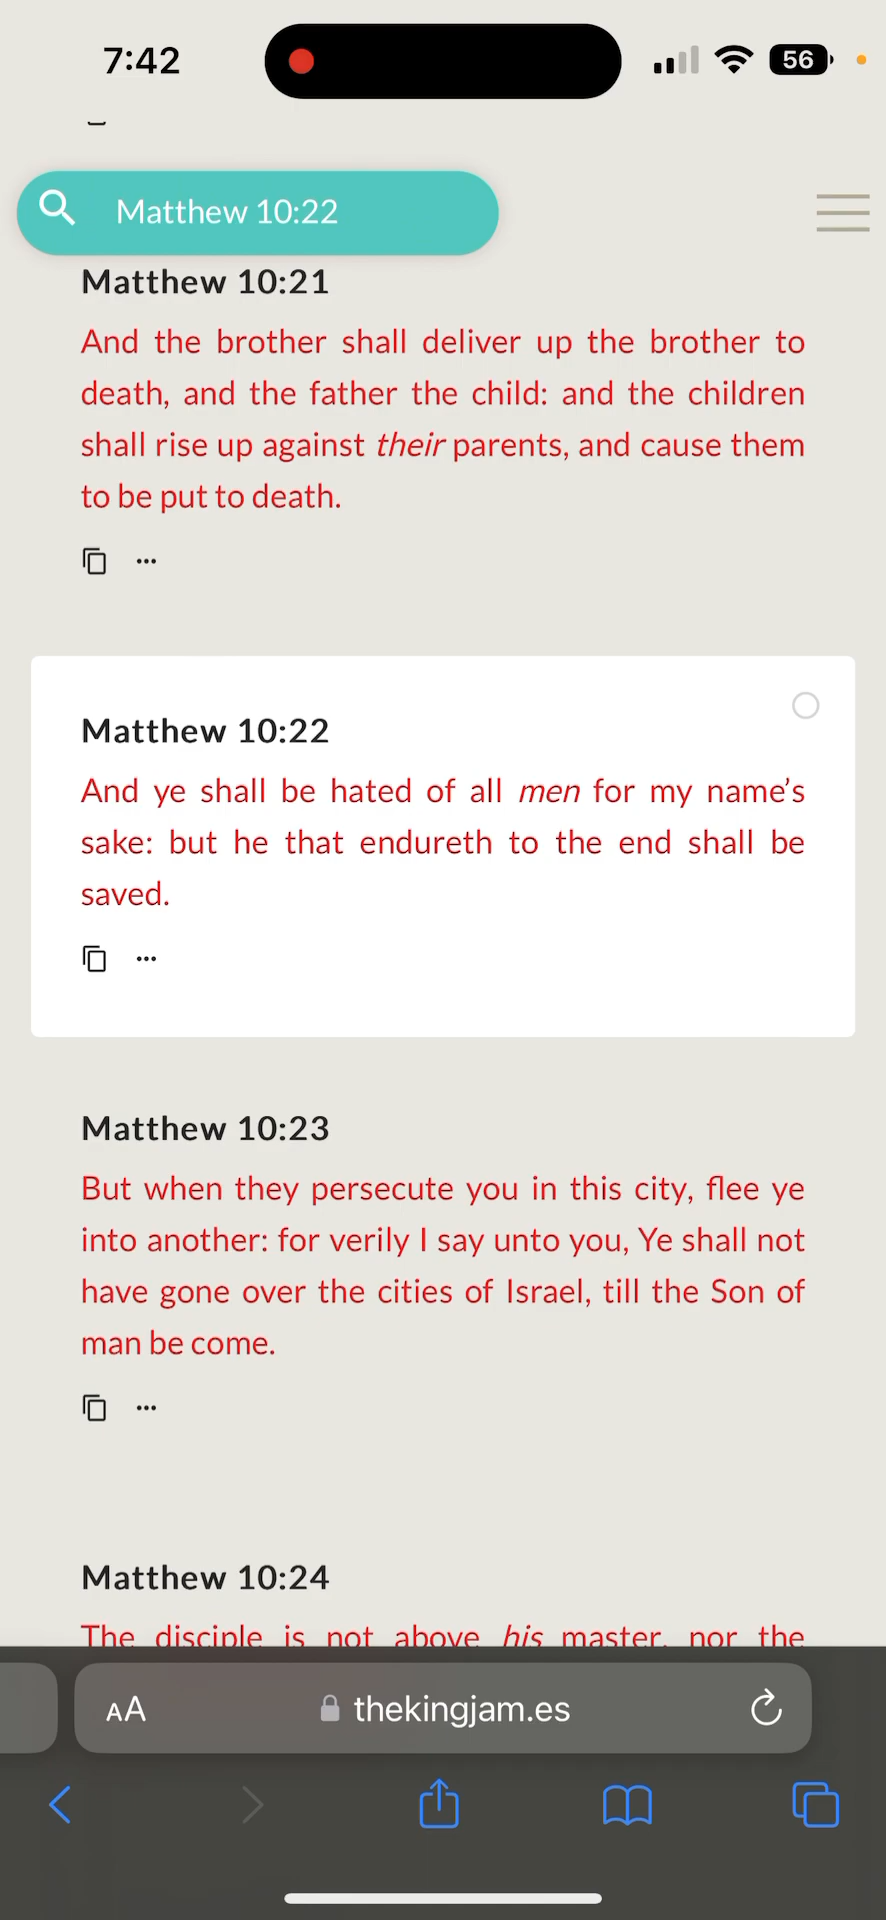 7:42
56
Matthew 10:22
Matthew 10:21
And the brother shall deliver up the brother to
death, and the father the child: and the children
shall rise up against their parents, and cause them
to be put to death.
Matthew 10:22
And ye shall be hated of all men for my name's
sake: but he that endureth to the end shall be
saved.
Matthew 10:23
But when they persecute you in this city, flee ye
into another: for verily I say unto you, Ye shall not
have gone over the cities of Israel, till the Son of
man be come.
Matthew 10:24
The disciple is not above his master, nor the
AA thekingjam.es